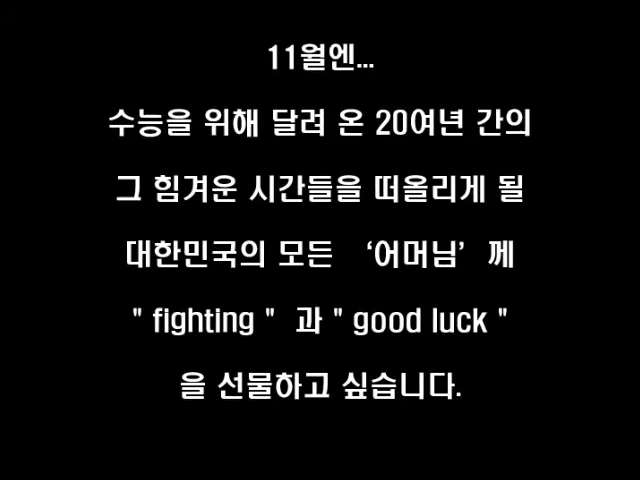 11월엔...
수능을 위해 달려 온 20여년 간의
그 힘겨운 시간들을 떠올리게 될
대한민국의 모든 ‘어머님’ 께
" fighting " 과 " good luck "
을 선물하고 싶습니다.